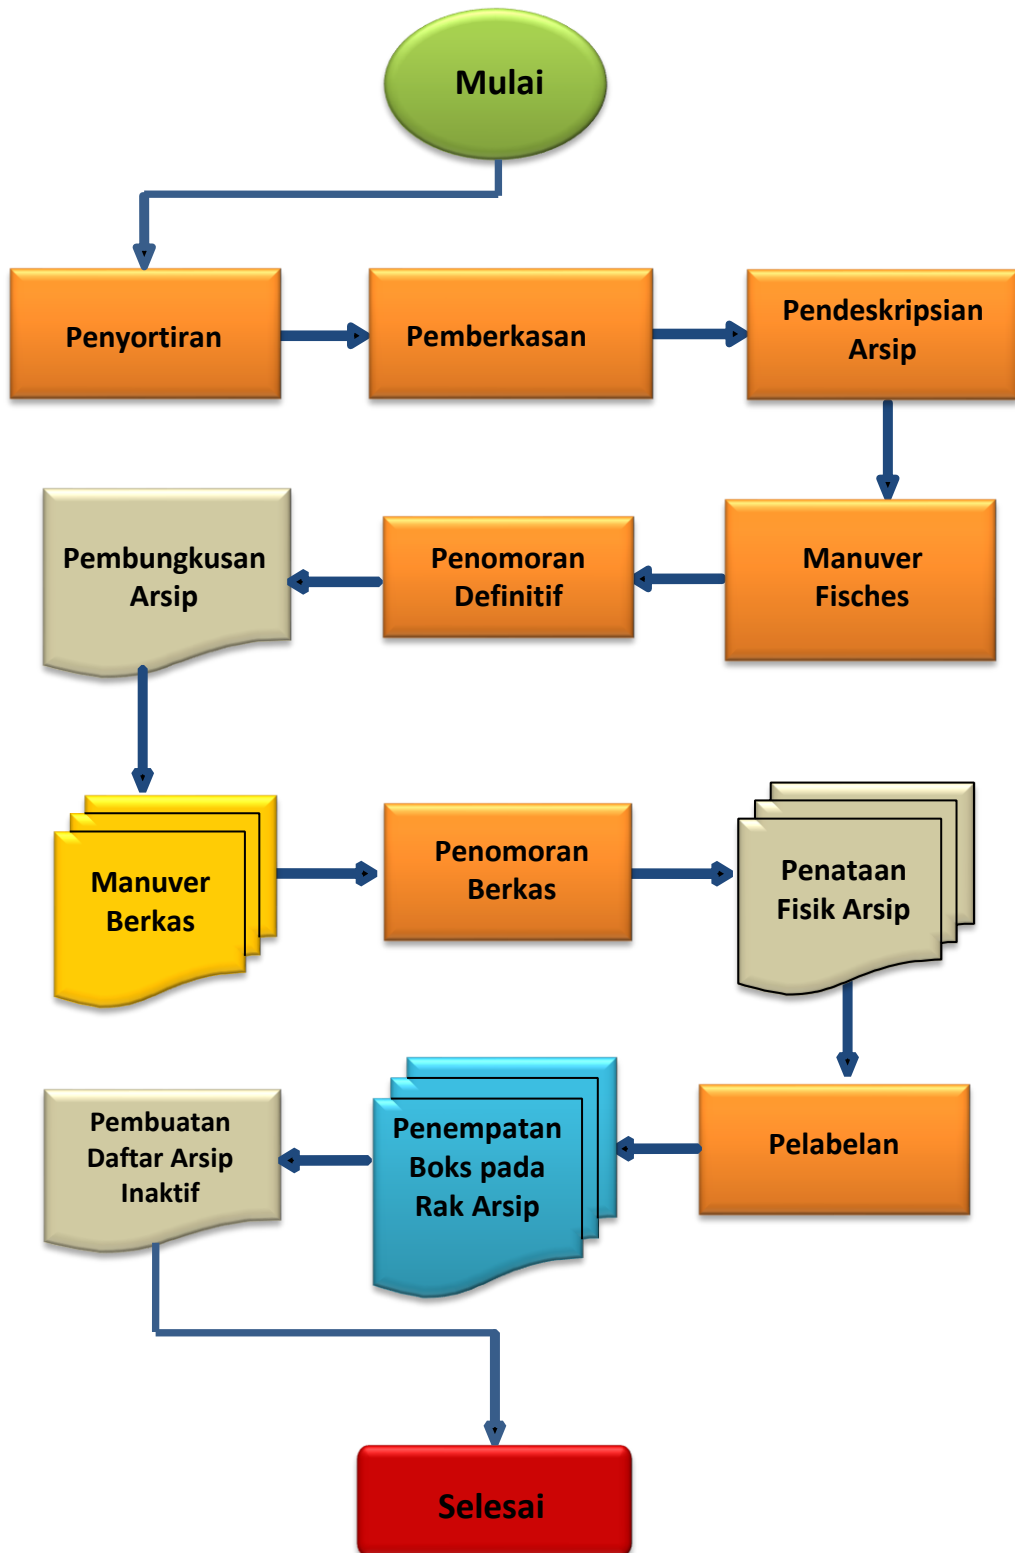 Mulai
Penyortiran
Pemberkasan
Pendeskripsian
Arsip
Manuver
Fisches
Penomoran
Definitif
Pembungkusan
Arsip
Manuver
Berkas
Penomoran
Berkas
Penataan
Fisik Arsip
Pelabelan
Penempatan
Boks pada
Rak Arsip
Pembuatan
Daftar Arsip
Inaktif
Selesai